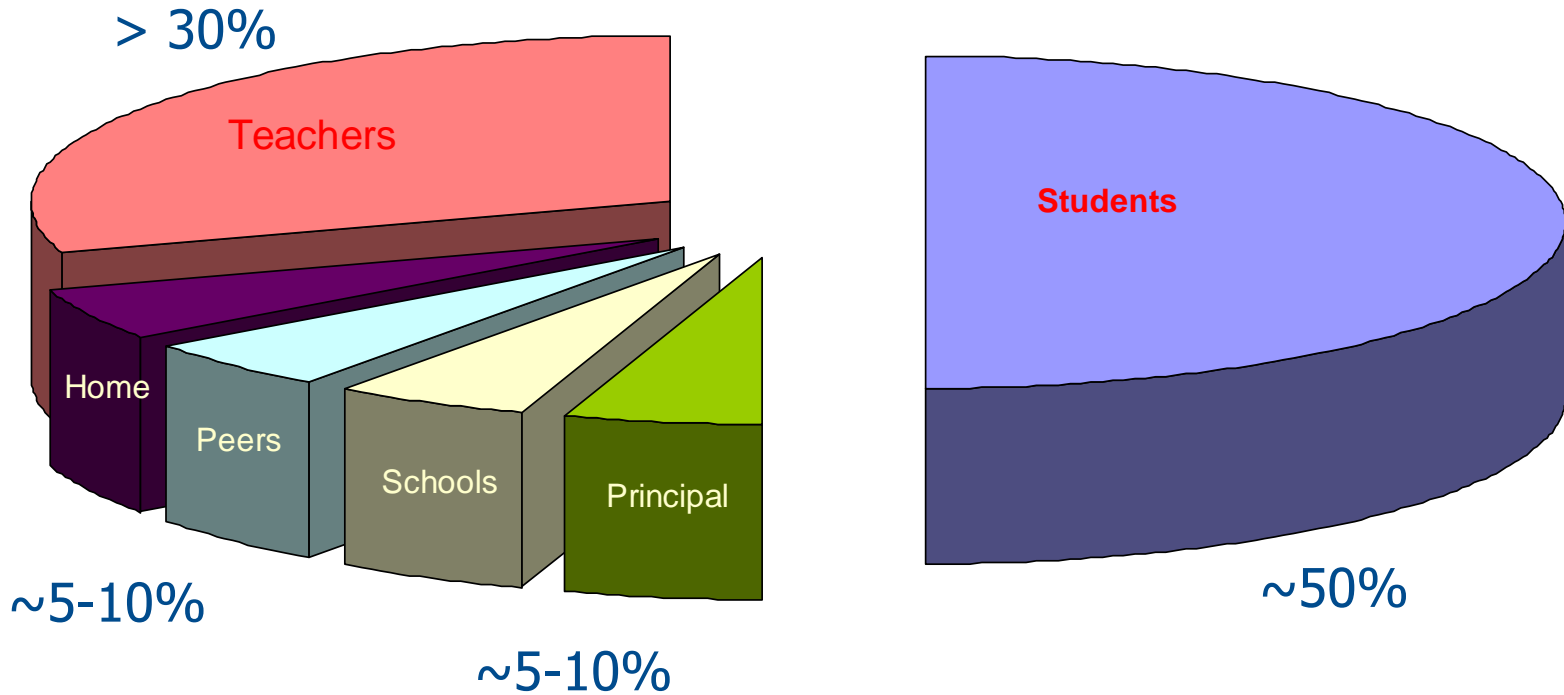 > 30%
Teachers
Students
Home
Peers
Schools
Principal
~5-10%
~50%
~5-10%